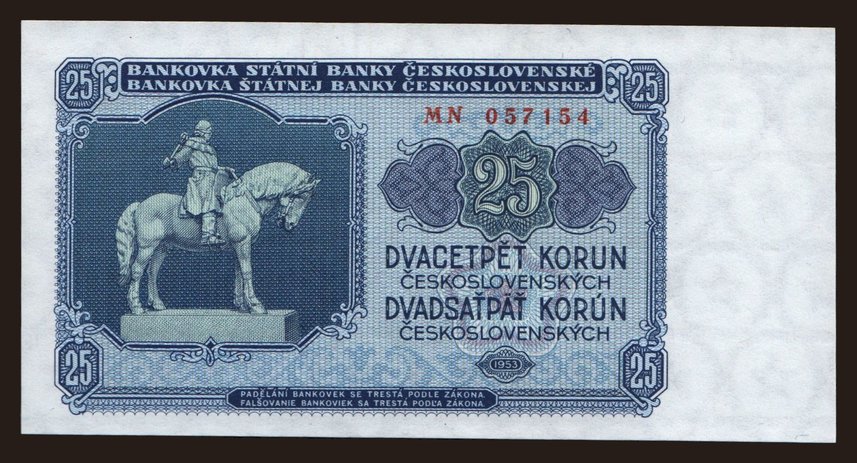 25 BANKOVKA STÁTNÍ BANKY ČESKOSLOVENSKÉ 25
BANKOVKA ŠTÁTNEJ BANKY ČESKOSLOVENSKEJ
MN 057154
25
DVACETPĚT KORUN
ČESKOSLOVENSKÝCH
DVADSAŤPÄŤ KORÚN
ČESKOSLOVENSKÝCH
1953
25 25
PADĚLÁNÍ BANKOVEK SE TRESTÁ PODLE ZÁKONA.
FALŠOVANIE BANKOVIEK SA TRESTÁ PODĽA ZÁKONA.